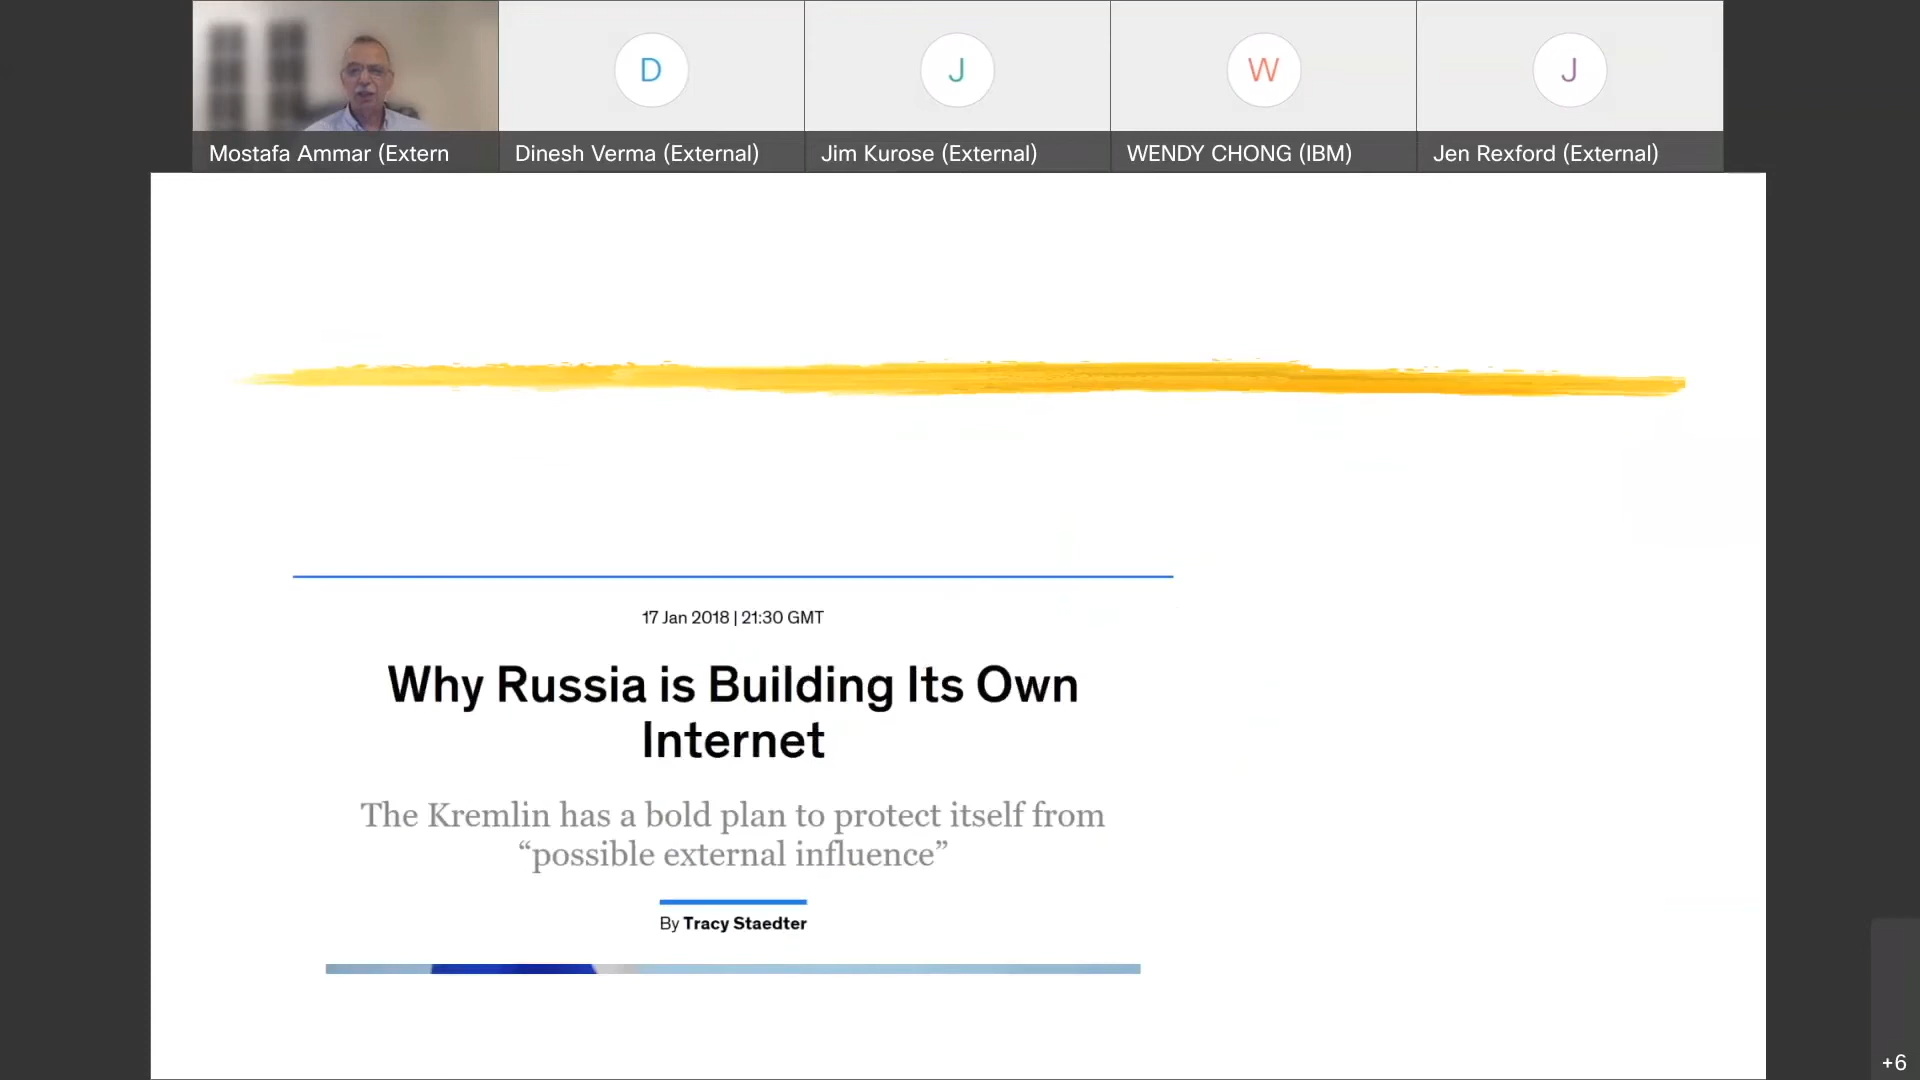 D
J
W
J
Mostafa Ammar (Extern
Dinesh Verma (External)
Jim Kurose (External)
WENDY CHONG (IBM)
Jen Rexford (External)
17 Jan 2018 | 21:30 GMT
Why Russia is Building Its Own
Internet
The Kremlin has a bold plan to protect itself from
“possible external influence”
By Tracy Staedter
+6